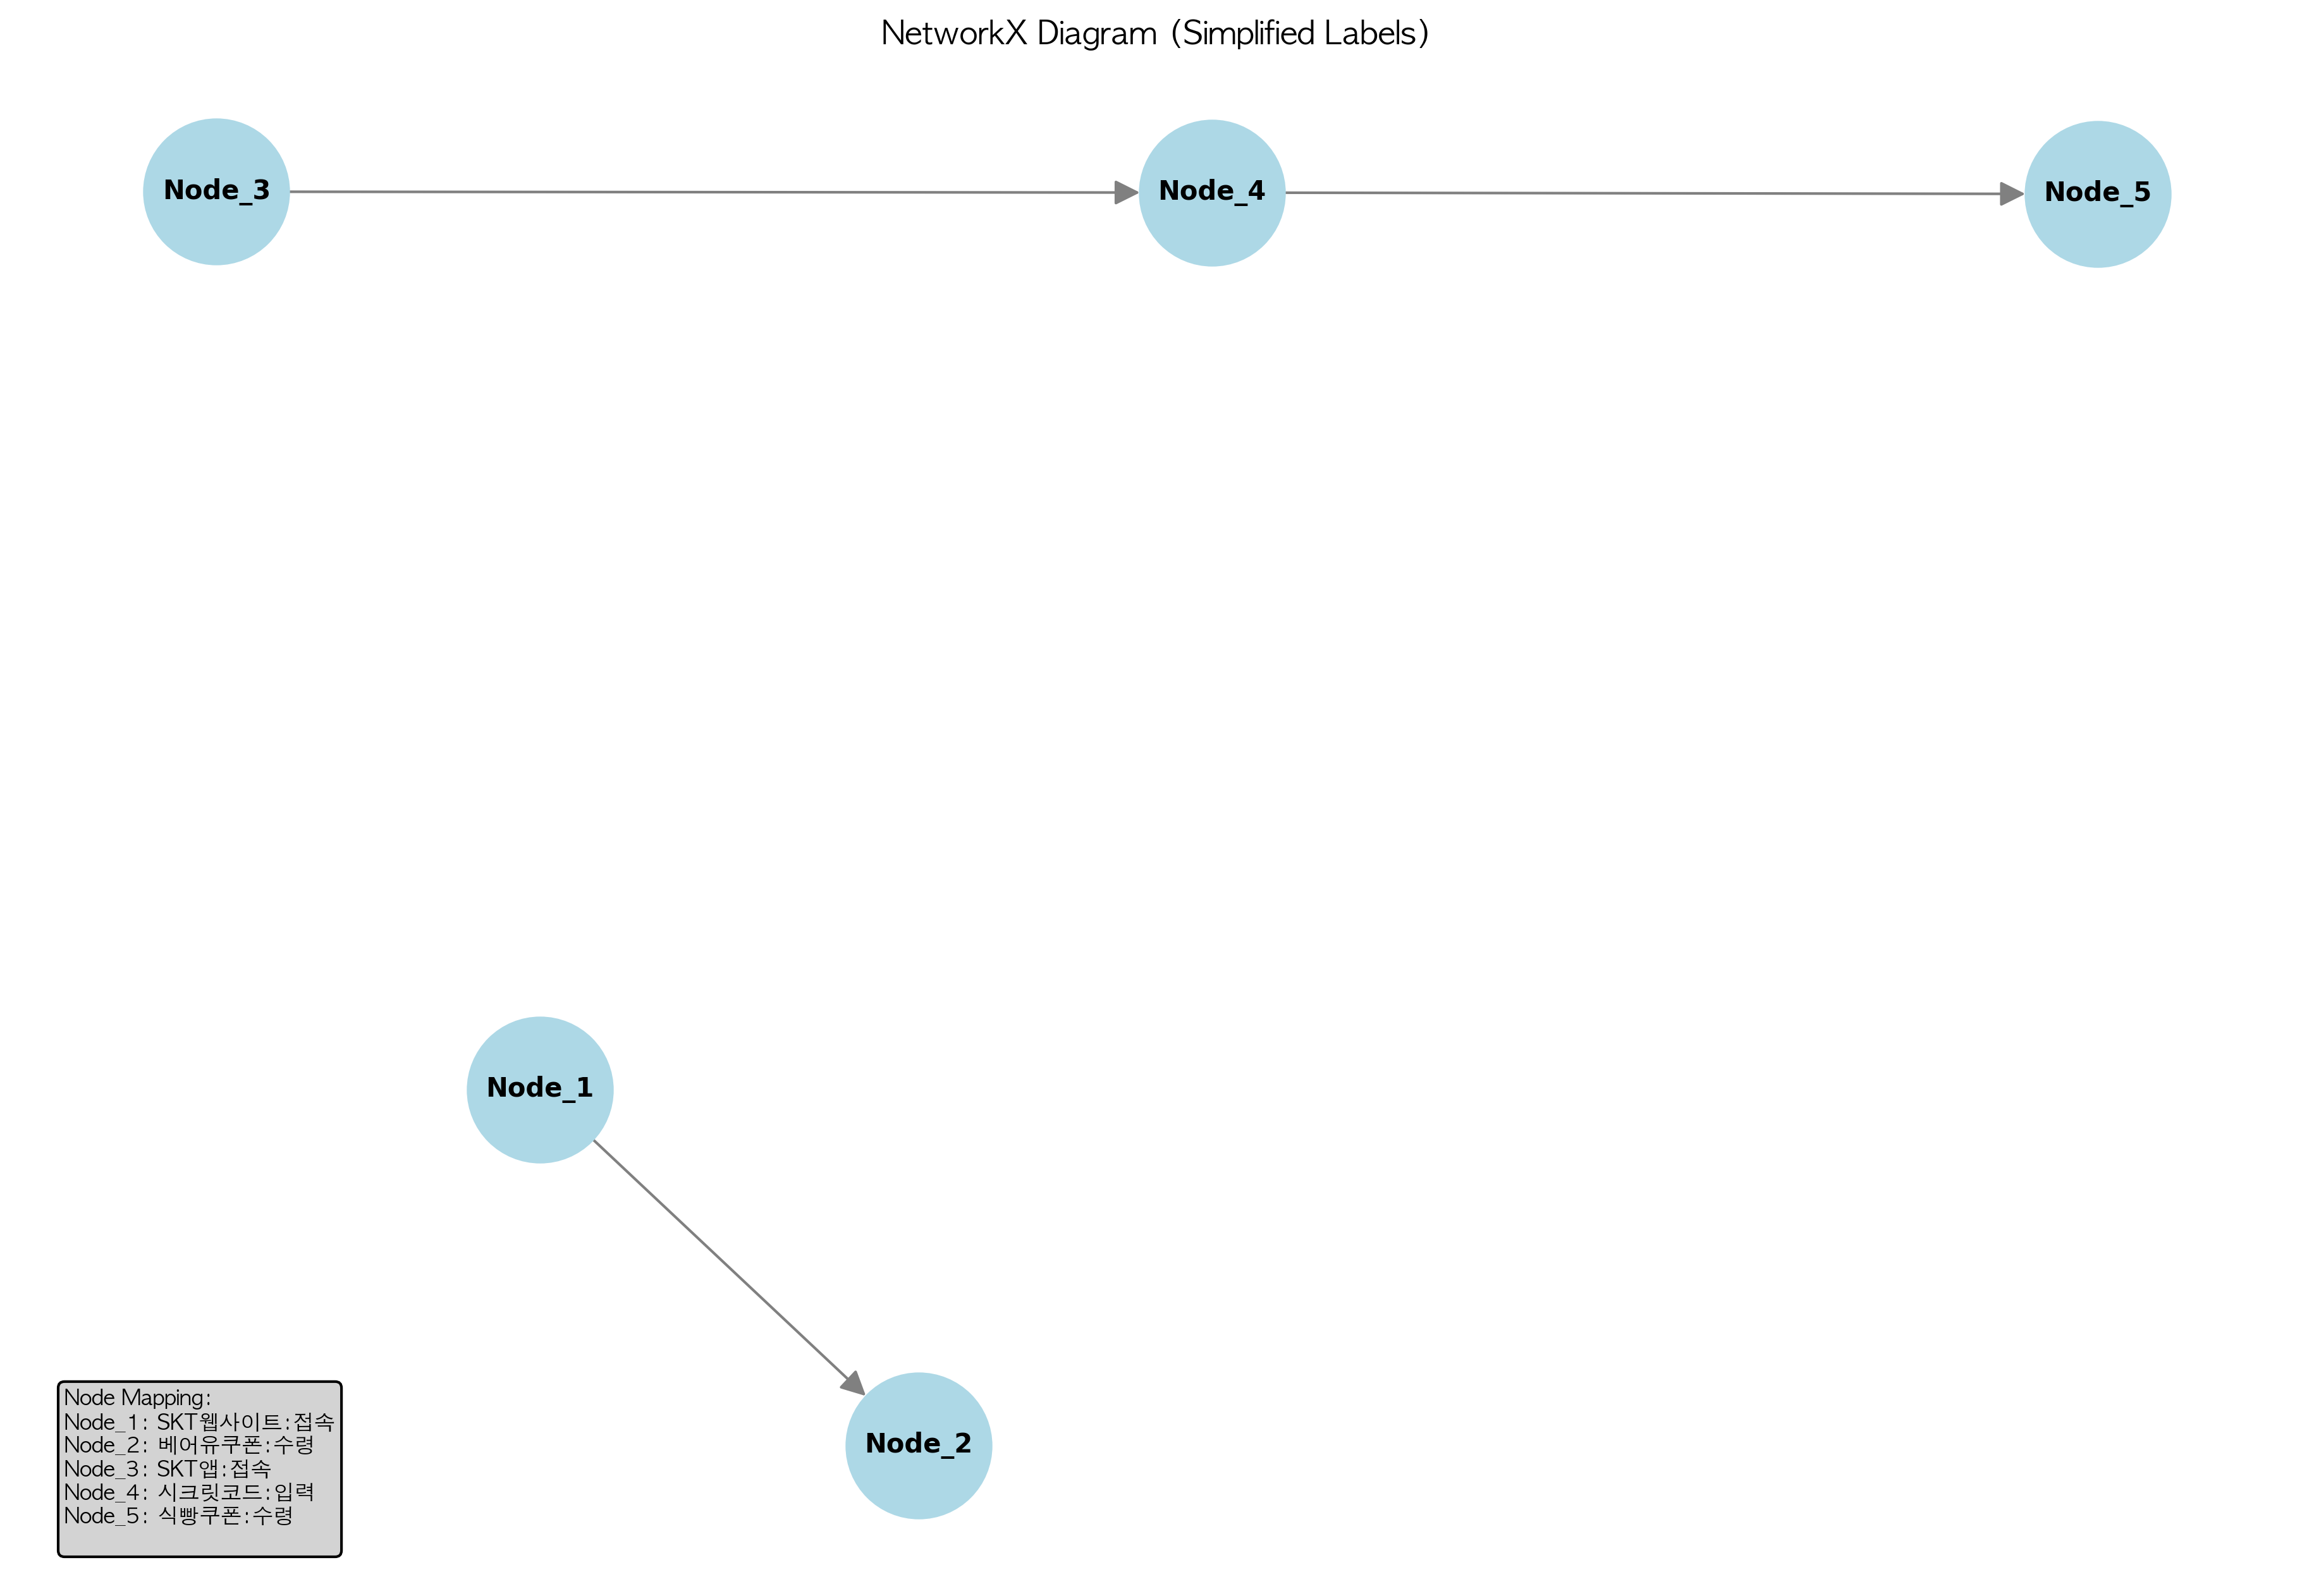 NetworkX Diagram (Simplified Labels)
Node_3
Node_4
Node_5
Node_1
Node_2
Node Mapping:
Node_1: SKT웹사이트:접속
Node_2: 베어유쿠폰:수령
Node_3: SKT앱:접속
Node_4: 시크릿코드:입력
Node_5: 식빵쿠폰:수령